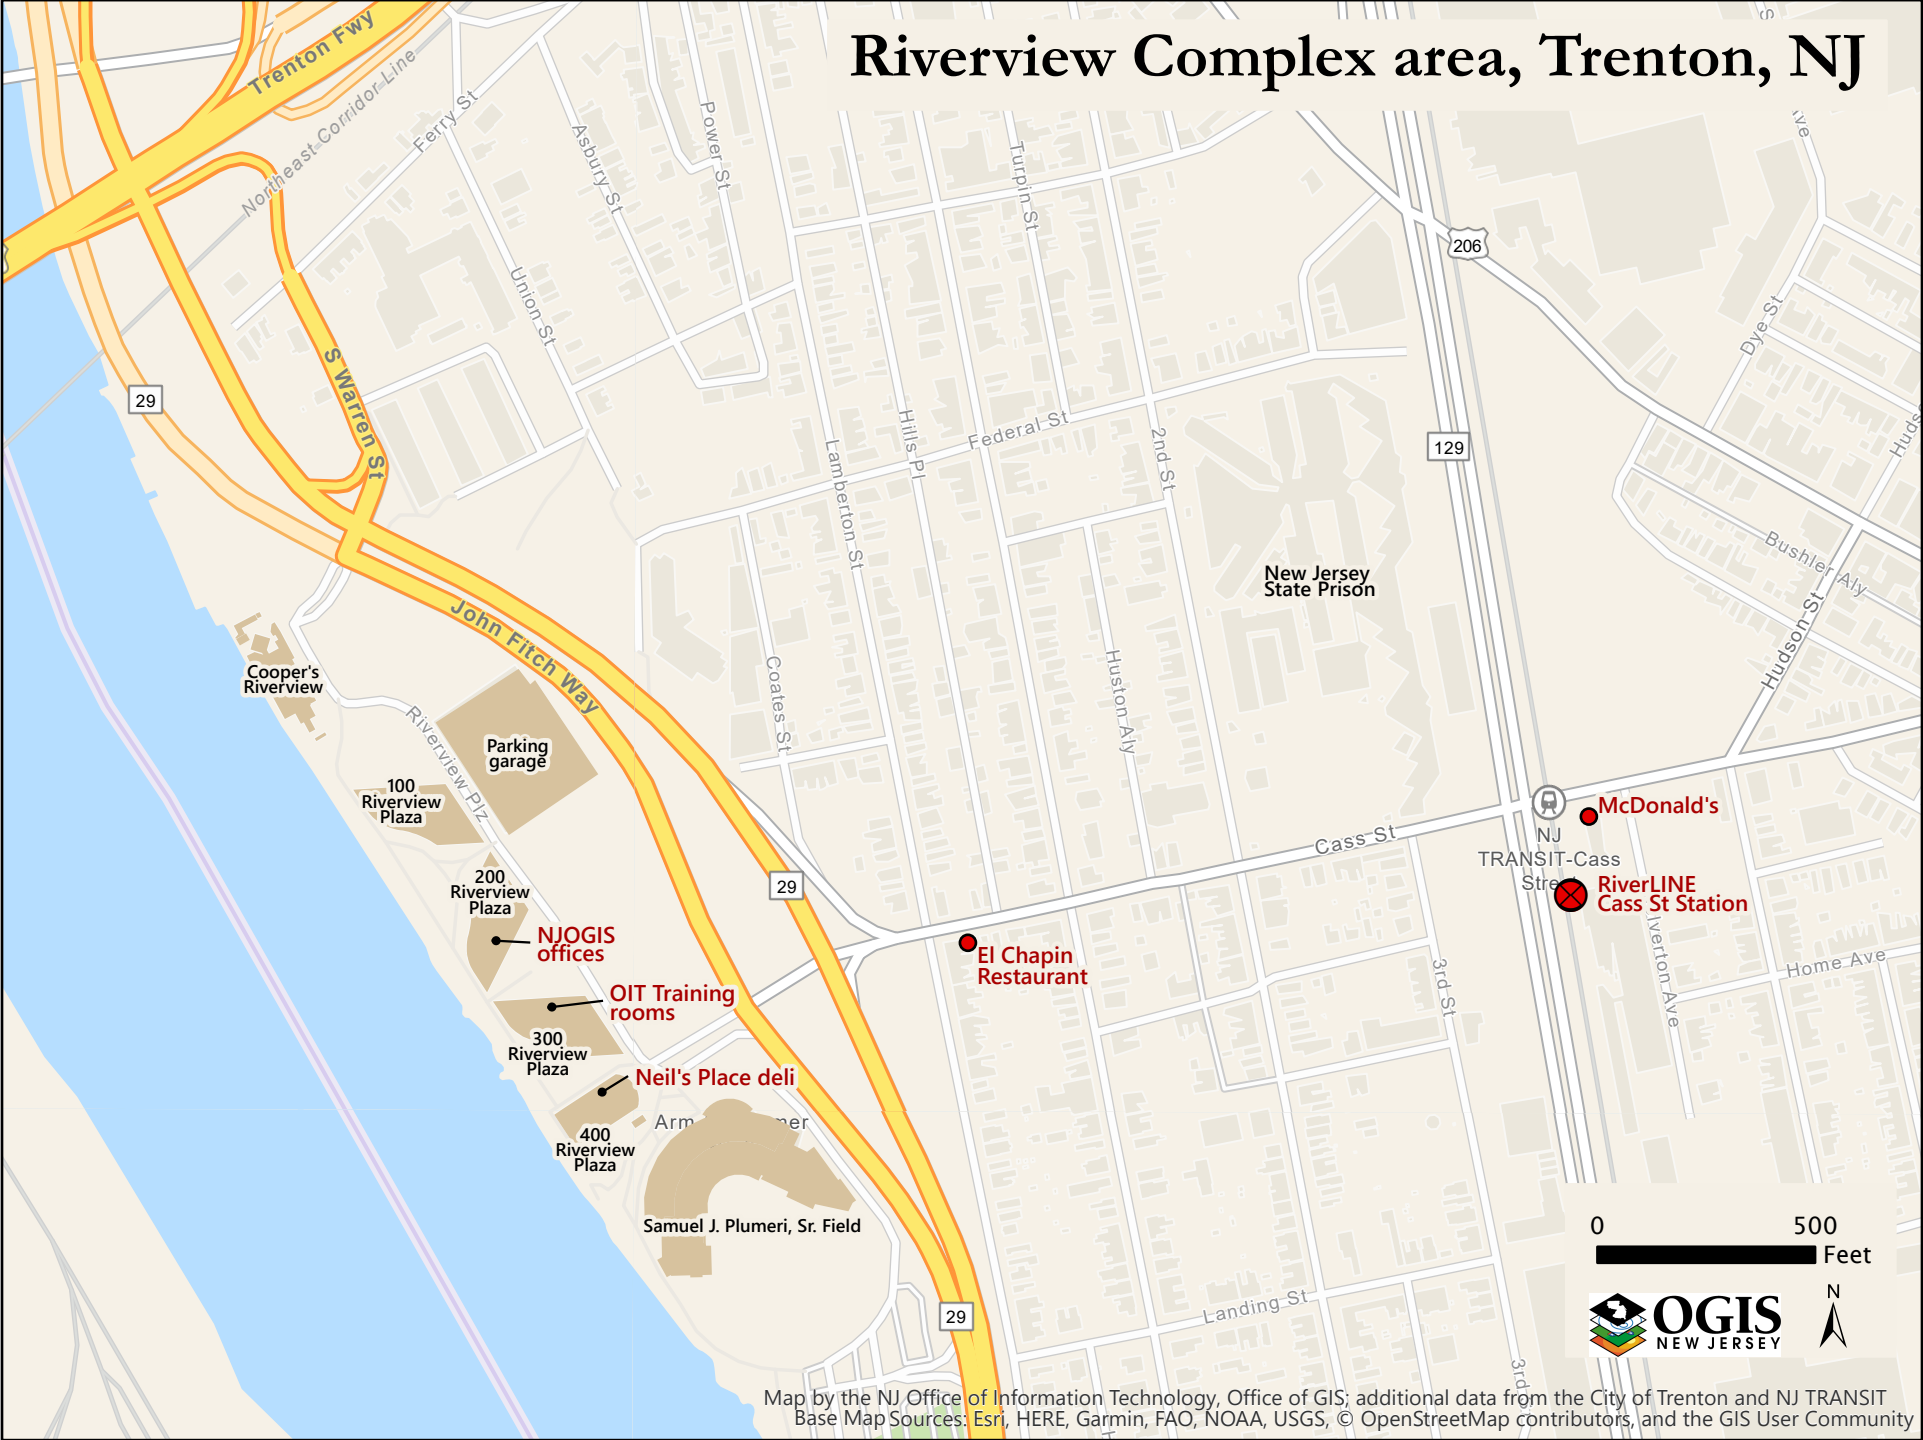 Riverview Complex area, Trenton, NJ
Trenton Fwy
Northeast Corridor Line
Ferry St
Asbury St
Power St
Turpin St
Union St
206
Dye St
29
S Warren St
Hills Pl
Federal St
Lamberton St
2nd St
129
Bushler Aly
Hudson St
New Jersey
State Prison
John Fitch Way
Cooper's
Riverview
Coates St
Huston Aly
Riverview Plz
Parking
garage
100
Riverview
Plaza
McDonald's
Cass St
NJ
TRANSIT-Cass
RiverLINE
Cass St Station
200
Riverview
Plaza
29
NJOGIS
offices
El Chapin
Restaurant
3rd St
Home Ave
OIT Training
rooms
300
Riverview
Plaza
Neil's Place deli
400
Riverview
Plaza
Samuel J. Plumeri, Sr. Field
0 500
Feet
29
Landing St
N
OGIS
NEW JERSEY
Map by the NJ Office of Information Technology, Office of GIS; additional data from the City of Trenton and NJ TRANSIT
Base Map Sources: Esri, HERE, Garmin, FAO, NOAA, USGS, © OpenStreetMap contributors, and the GIS User Community